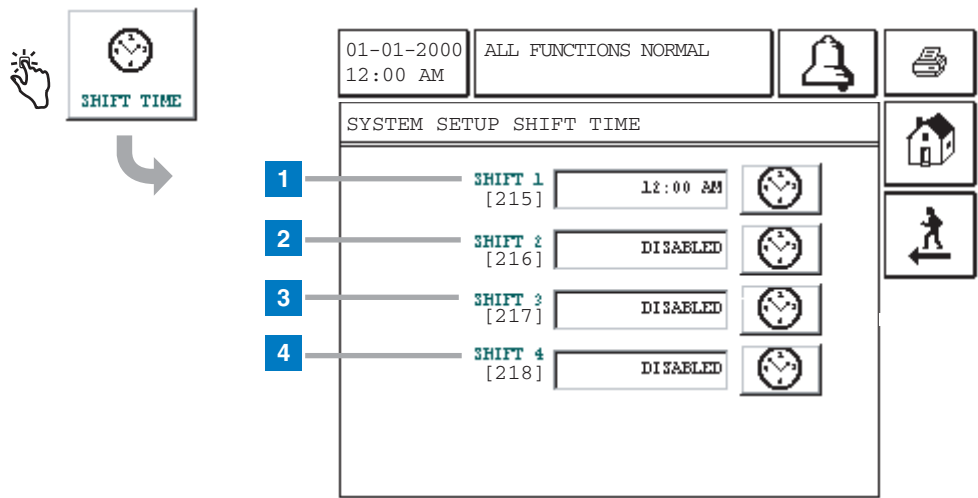 SHIFT TIME
01-01-2000
12:00 AM
ALL FUNCTIONS NORMAL
SYSTEM SETUP SHIFT TIME
1
SHIFT 1
[215]
12:00 AM
2
SHIFT 2
[216]
DISABLED
3
SHIFT 3
[217]
DISABLED
4
SHIFT 4
[218]
DISABLED